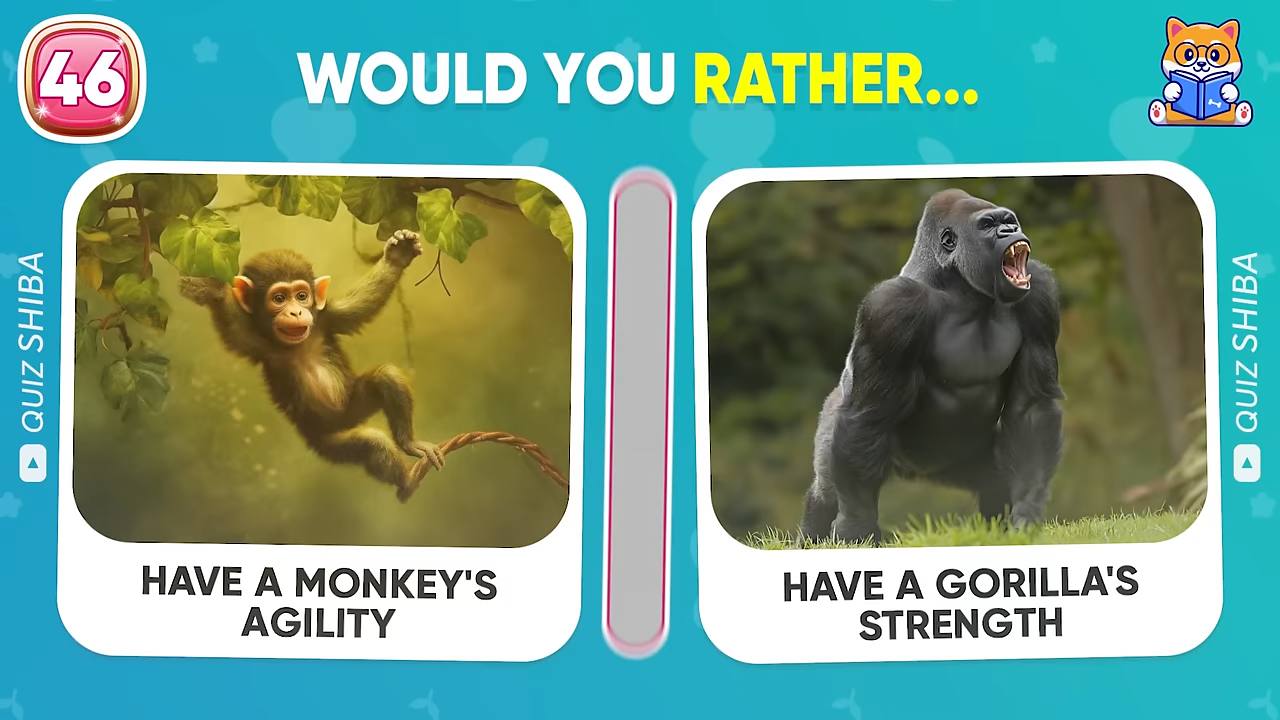 46
WOULD YOU RATHER...
QUIZ SHIBA
QUIZ SHIBA
HAVE A MONKEY'S
AGILITY
HAVE A GORILLA'S
STRENGTH